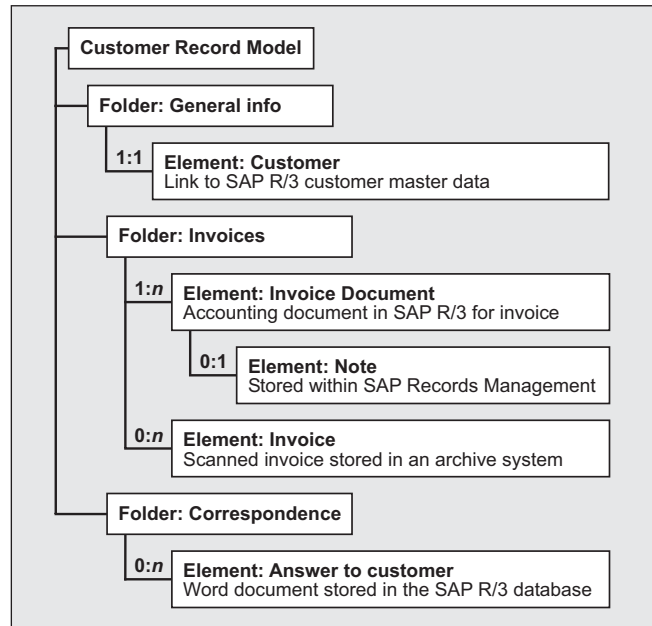 Customer Record Model
Folder: General info
1:1
Element: Customer
Link to SAP R/3 customer master data
Folder: Invoices
1:n
Element: Invoice Document
Accounting document in SAP R/3 for invoice
0:1
Element: Note
Stored within SAP Records Management
0:n
Element: Invoice
Scanned invoice stored in an archive system
Folder: Correspondence
0:n
Element: Answer to customer
Word document stored in the SAP R/3 database